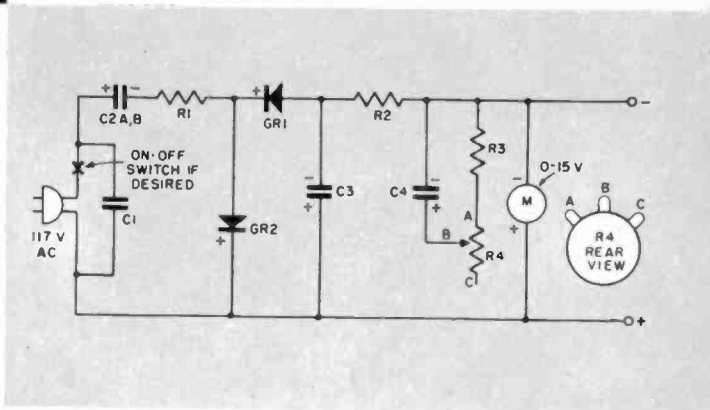 + -
C2A,B
R1
+
GR1
R2
ON-OFF
SWITCH IF
DESIRED
C1
117 V
AC
GR2
+
-
C3
+
-
C4
+
R3
A
B
R4
C
-
0-15 V
M
+
-
+
A
B
C
R4
REAR
VIEW